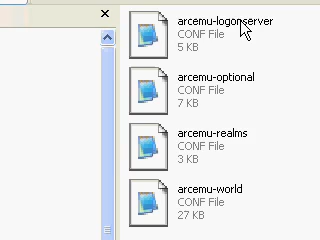 arcemu-logonserver
CONF File
5 KB
arcemu-optional
CONF File
7 KB
arcemu-realms
CONF File
3 KB
arcemu-world
CONF File
27 KB